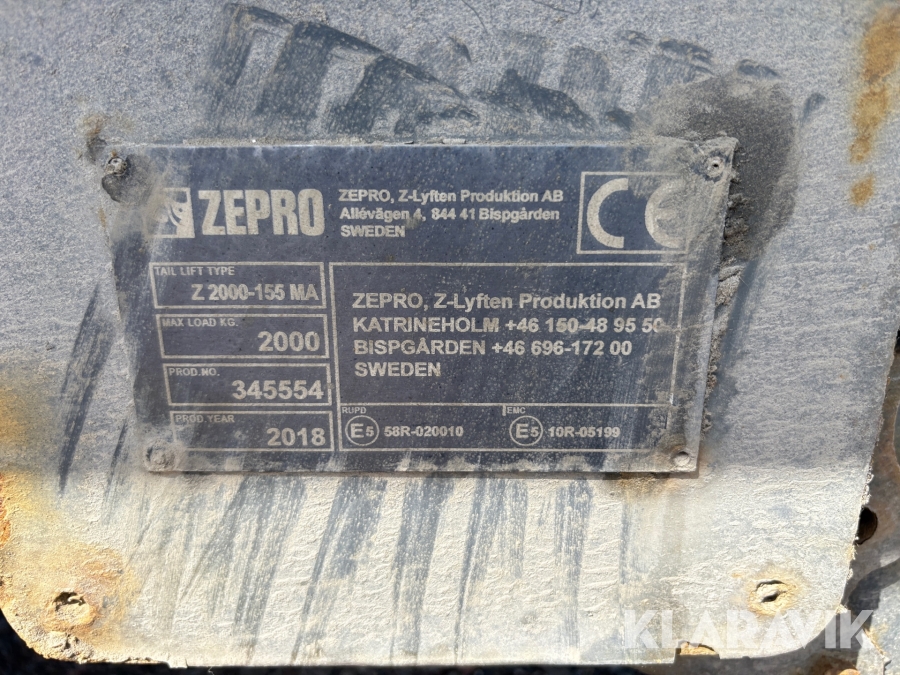 ZEPRO
ZEPRO, Z-Lyften Produktion AB
Allévägen 4, 844 41 Bispgården
SWEDEN
CE
TAIL LIFT TYPE
Z 2000-155 MA
MAX LOAD KG.
2000
PROD.NO.
345554
PROD.YEAR
2018
ZEPRO, Z-Lyften Produktion AB
KATRINEHOLM +46 150-48 95 50
BISPGÅRDEN +46 696-172 00
SWEDEN
RUPD
E5 58R-020010
EMC
E5 10R-05199
KLARAVIK